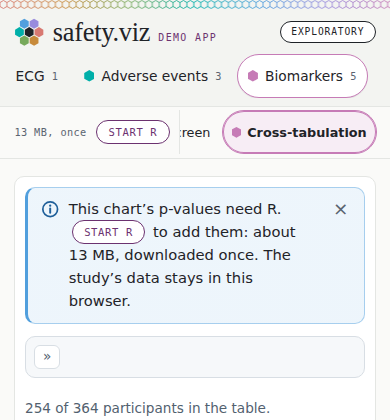 safety.viz DEMO APP EXPLORATORY
ECG 1 Adverse events 3 Biomarkers 5
13 MB, once START R reen Cross-tabulation
This chart's p-values need R. ×
START R to add them: about
13 MB, downloaded once. The
study's data stays in this
browser.
»
254 of 364 participants in the table.